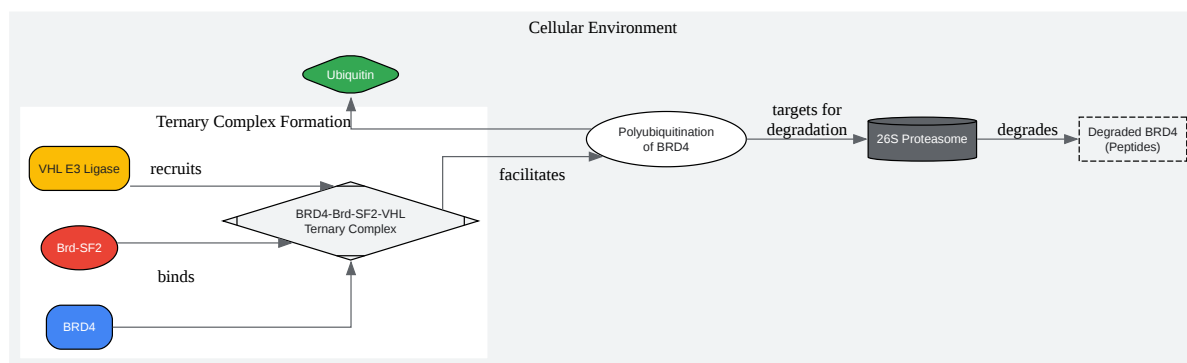 Cellular Environment
Ubiquitin
Ternary Complex Formation
VHL E3 Ligase
recruits
Brd-SF2
binds
BRD4
BRD4-Brd-SF2-VHL
Ternary Complex
facilitates
Polyubiquitination
of BRD4
targets for
degradation
26S Proteasome
degrades
Degraded BRD4
(Peptides)